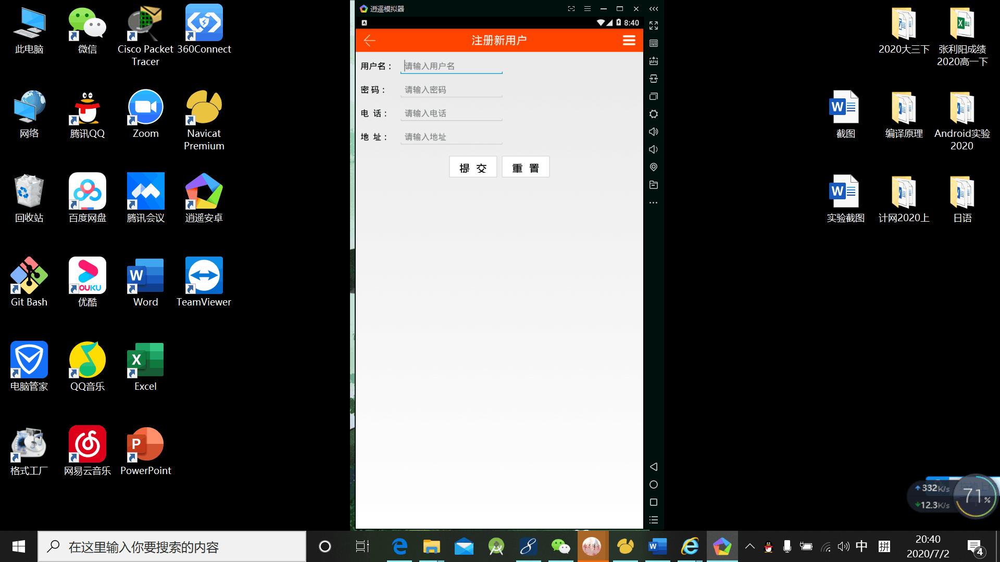 此电脑
微信
Cisco Packet
Tracer
360Connect
网络
腾讯QQ
Zoom
Navicat
Premium
回收站
百度网盘
腾讯会议
逍遥安卓
Git Bash
OUKU
优酷
W
Word
TeamViewer
电脑管家
QQ音乐
X
Excel
格式工厂
网易云音乐
P
PowerPoint
逍遥模拟器
A
8:40
注册新用户
用户名： 请输入用户名
密 码： 请输入密码
电 话： 请输入电话
地 址： 请输入地址
提 交 重 置
APK
2020大三下
张利阳成绩
2020高一下
W
截图
编译原理
Android实验
2020
W
实验截图
计网2020上
日语
332K/s
12.3K/s
71%
在这里输入你要搜索的内容
W
中
拼
20:40
2020/7/2
4